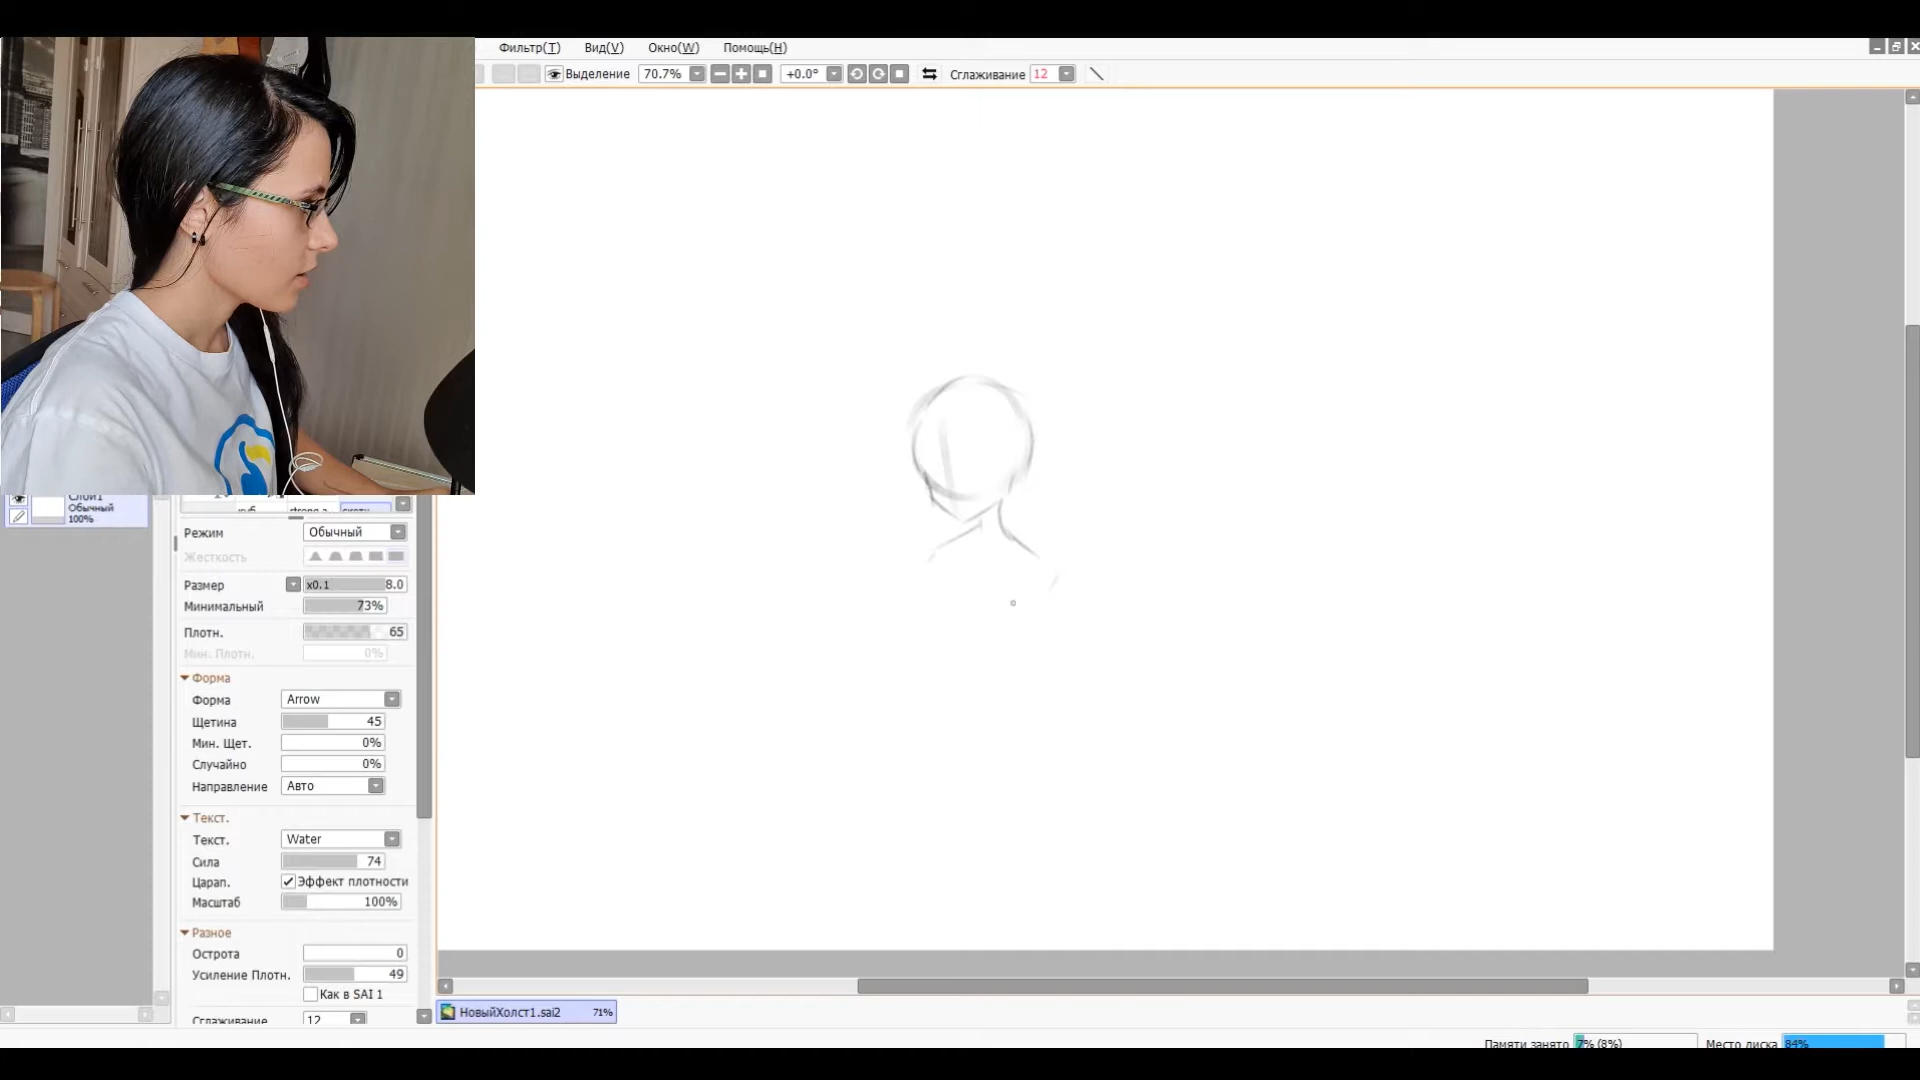 Фильтр(T) Вид(V) Окно(W) Помощь(H)
Выделение 70.7% +0.0° Сглаживание 12
Слой1
Обычный
100%
Режим Обычный
Жесткость
Размер x0.1 8.0
Минимальный 73%
Плотн. 65
Мин. Плотн. 0%
Форма
Форма Arrow
Щетина 45
Мин. Щет. 0%
Случайно 0%
Направление Авто
Текст.
Текст. Water
Сила 74
Царап. Эффект плотности
Масштаб 100%
Разное
Острота 0
Усиление Плотн. 49
Как в SAI 1
Сглаживание 12
НовыйХолст1.sai2 71%
Памяти занято 7% (8%) Место диска 84%